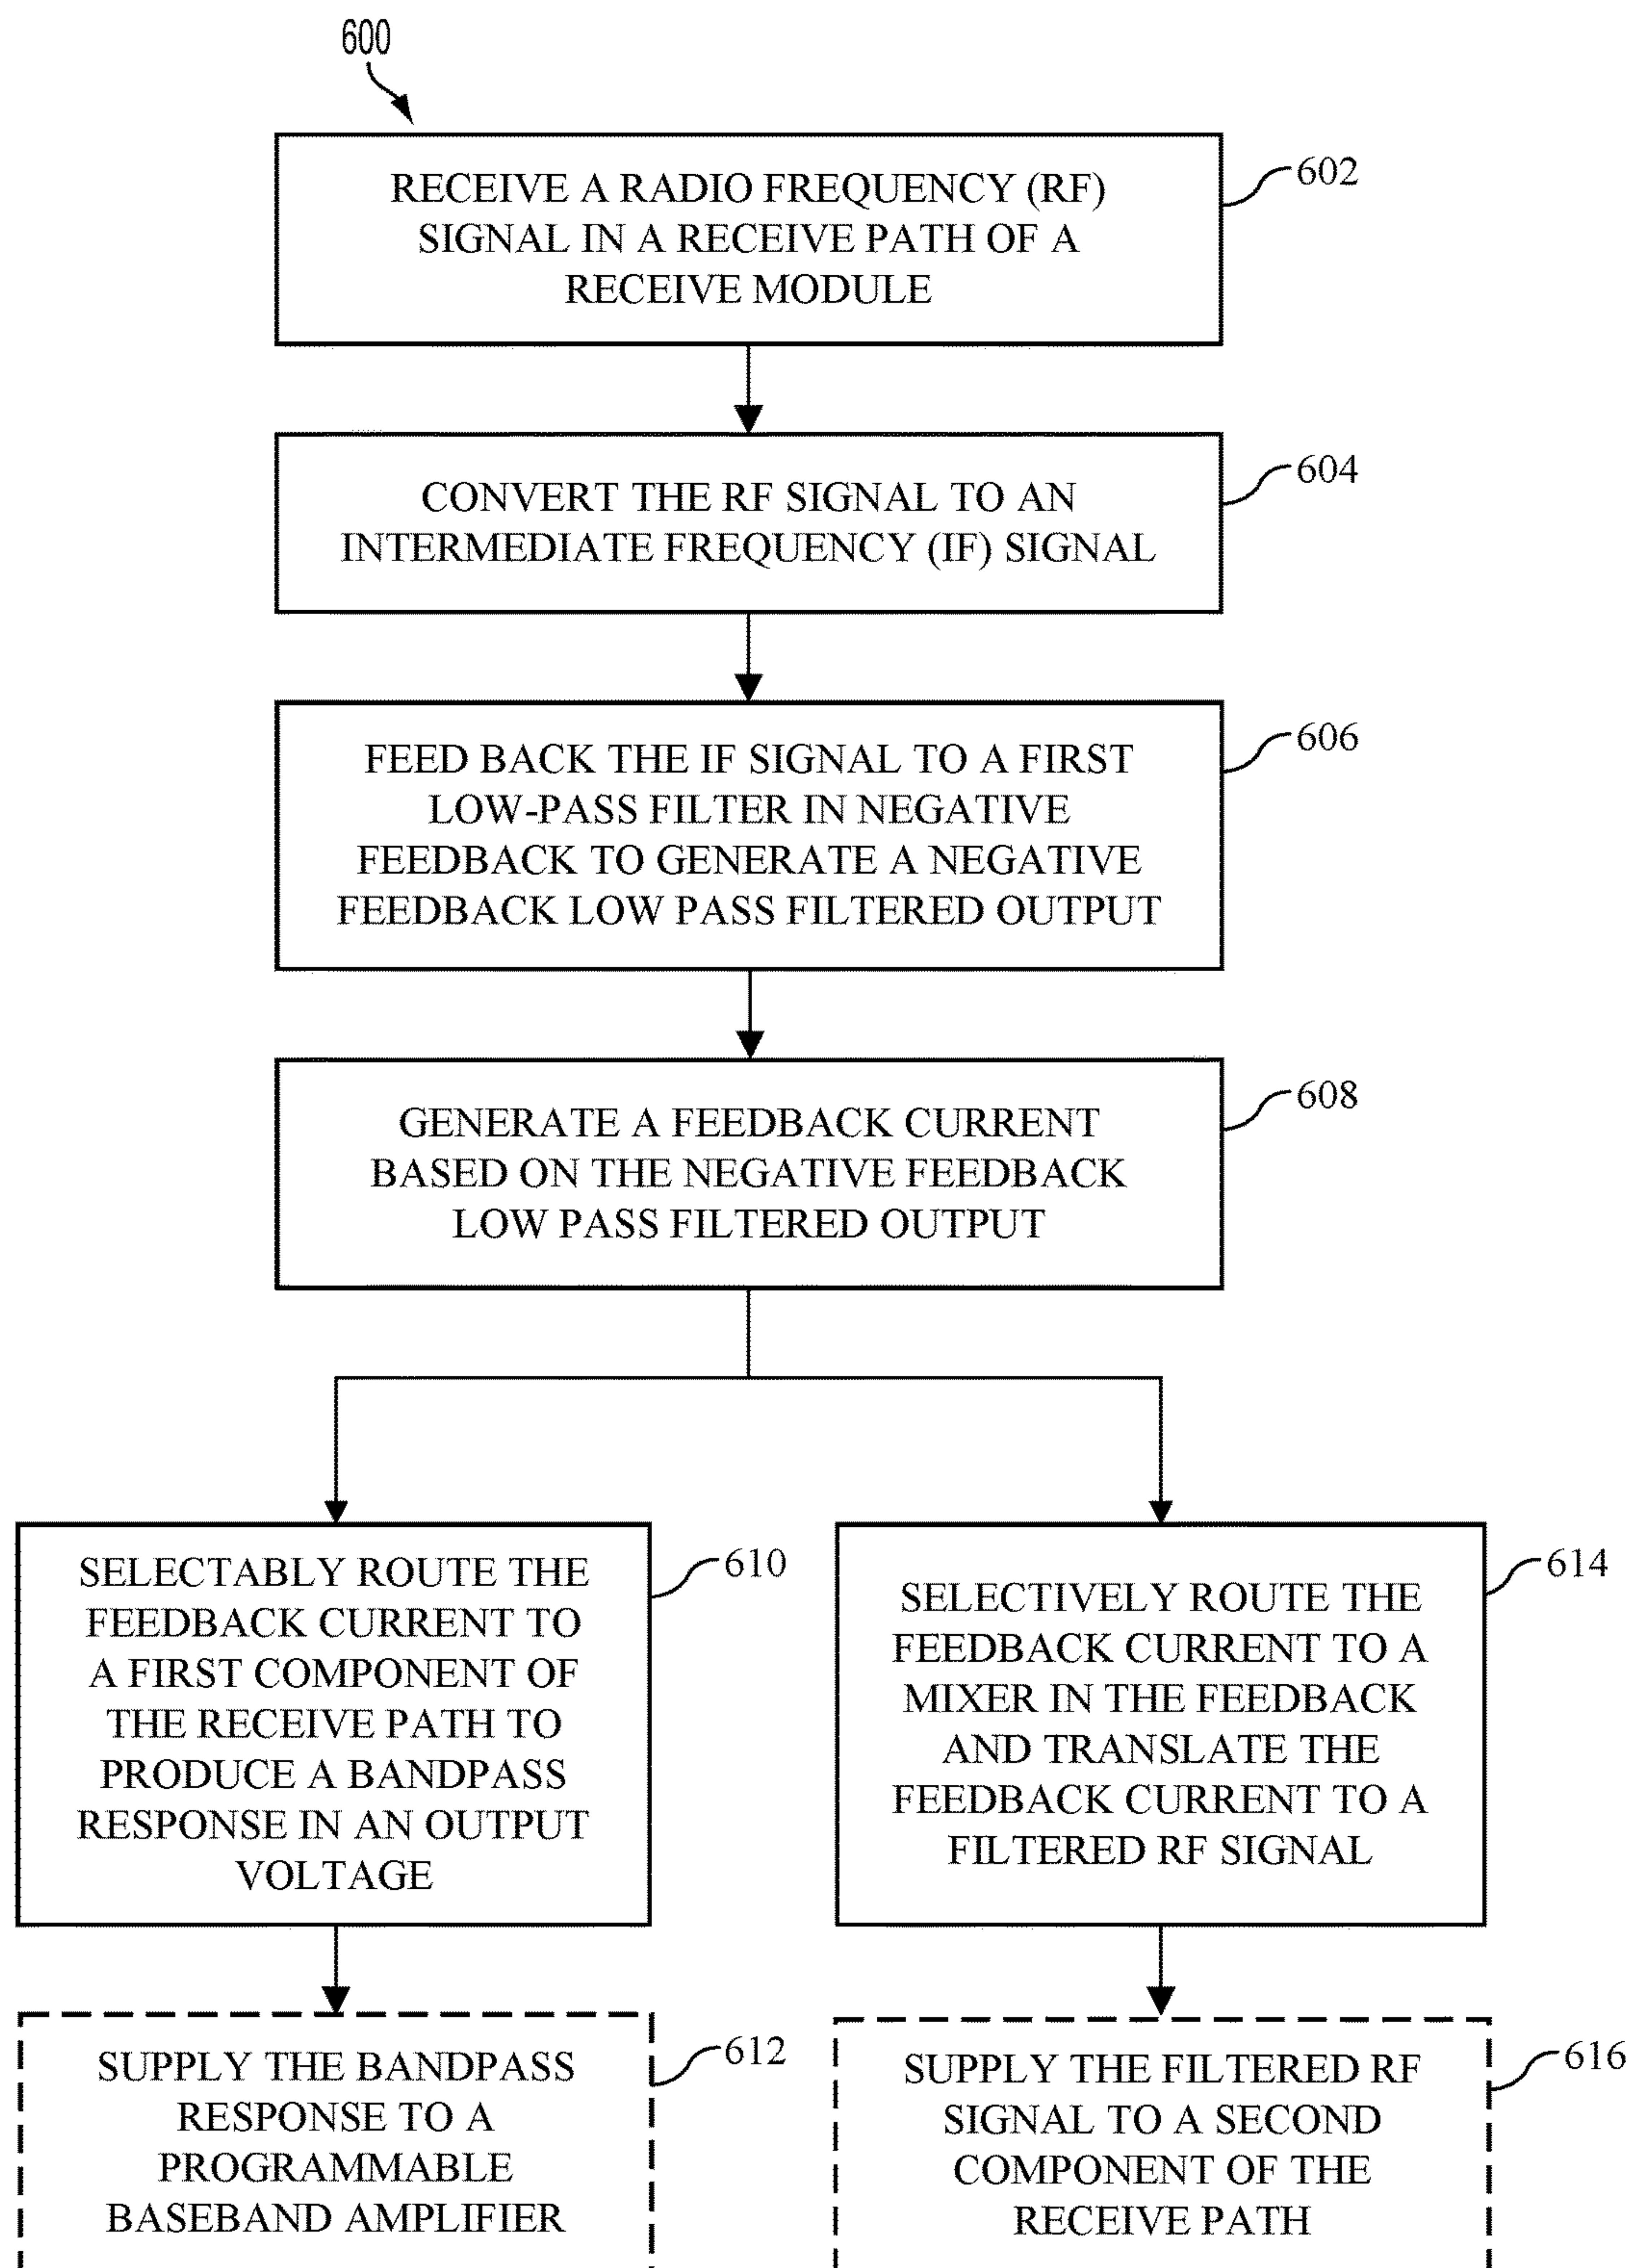 600
RECEIVE A RADIO FREQUENCY (RF)
SIGNAL IN A RECEIVE PATH OF A
RECEIVE MODULE
602
CONVERT THE RF SIGNAL TO AN
INTERMEDIATE FREQUENCY (IF) SIGNAL
604
FEED BACK THE IF SIGNAL TO A FIRST
LOW-PASS FILTER IN NEGATIVE
FEEDBACK TO GENERATE A NEGATIVE
FEEDBACK LOW PASS FILTERED OUTPUT
606
GENERATE A FEEDBACK CURRENT
BASED ON THE NEGATIVE FEEDBACK
LOW PASS FILTERED OUTPUT
608
SELECTABLY ROUTE THE
FEEDBACK CURRENT TO
A FIRST COMPONENT OF
THE RECEIVE PATH TO
PRODUCE A BANDPASS
RESPONSE IN AN OUTPUT
VOLTAGE
610
SELECTIVELY ROUTE THE
FEEDBACK CURRENT TO A
MIXER IN THE FEEDBACK
AND TRANSLATE THE
FEEDBACK CURRENT TO A
FILTERED RF SIGNAL
614
SUPPLY THE BANDPASS
RESPONSE TO A
PROGRAMMABLE
BASEBAND AMPLIFIER
612
SUPPLY THE FILTERED RF
SIGNAL TO A SECOND
COMPONENT OF THE
RECEIVE PATH
616